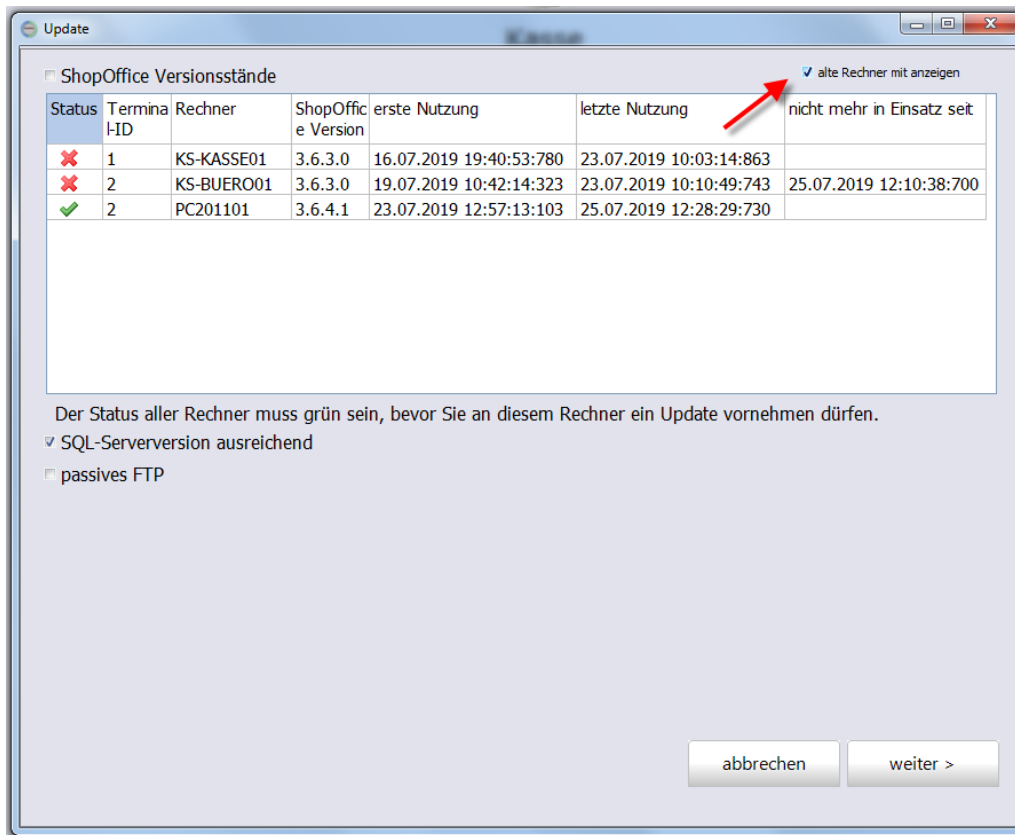 Update
Kasse
ShopOffice Versionsstände
alte Rechner mit anzeigen
Status Termina Rechner ShopOffic erste Nutzung letzte Nutzung nicht mehr in Einsatz seit
l-ID e Version
1 KS-KASSE01 3.6.3.0 16.07.2019 19:40:53:780 23.07.2019 10:03:14:863
2 KS-BUERO01 3.6.3.0 19.07.2019 10:42:14:323 23.07.2019 10:10:49:743 25.07.2019 12:10:38:700
2 PC201101 3.6.4.1 23.07.2019 12:57:13:103 25.07.2019 12:28:29:730
Der Status aller Rechner muss grün sein, bevor Sie an diesem Rechner ein Update vornehmen dürfen.
SQL-Serverversion ausreichend
passives FTP
abbrechen
weiter >